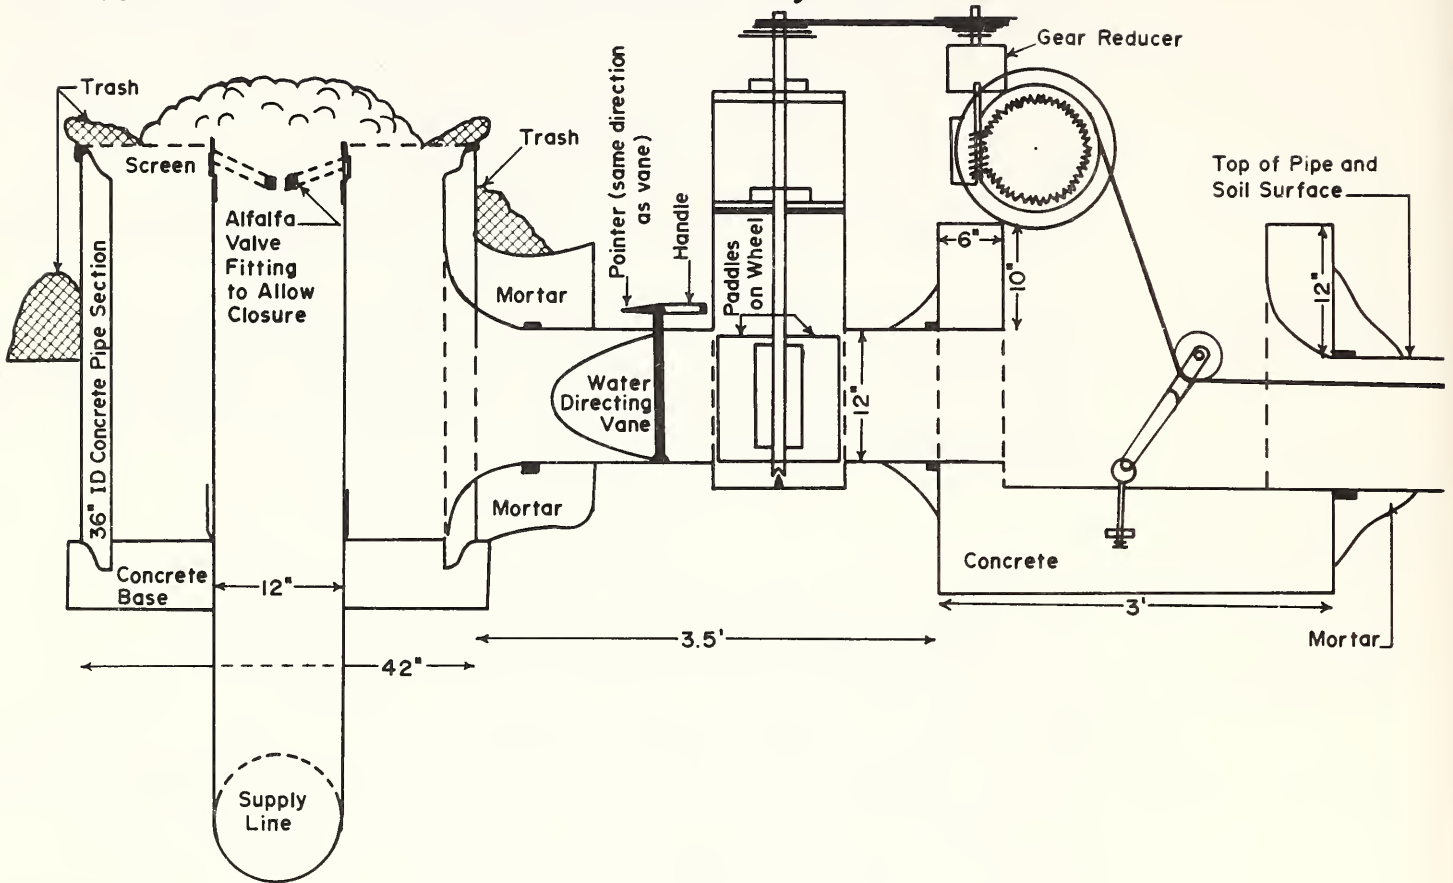 Gear Reducer
Trash
Trash
Pointer (same direction
as vane)
Handle
Screen
Top of Pipe and
Soil Surface
Alfalfa
Valve
Fitting
to Allow
Closure
Paddles
on Wheel
6"
10"
12"
Mortar
36" ID Concrete Pipe Section
Water
Directing
Vane
12"
Mortar
Concrete
Concrete
Base
12"
3'
3.5'
Mortar
42"
Supply
Line